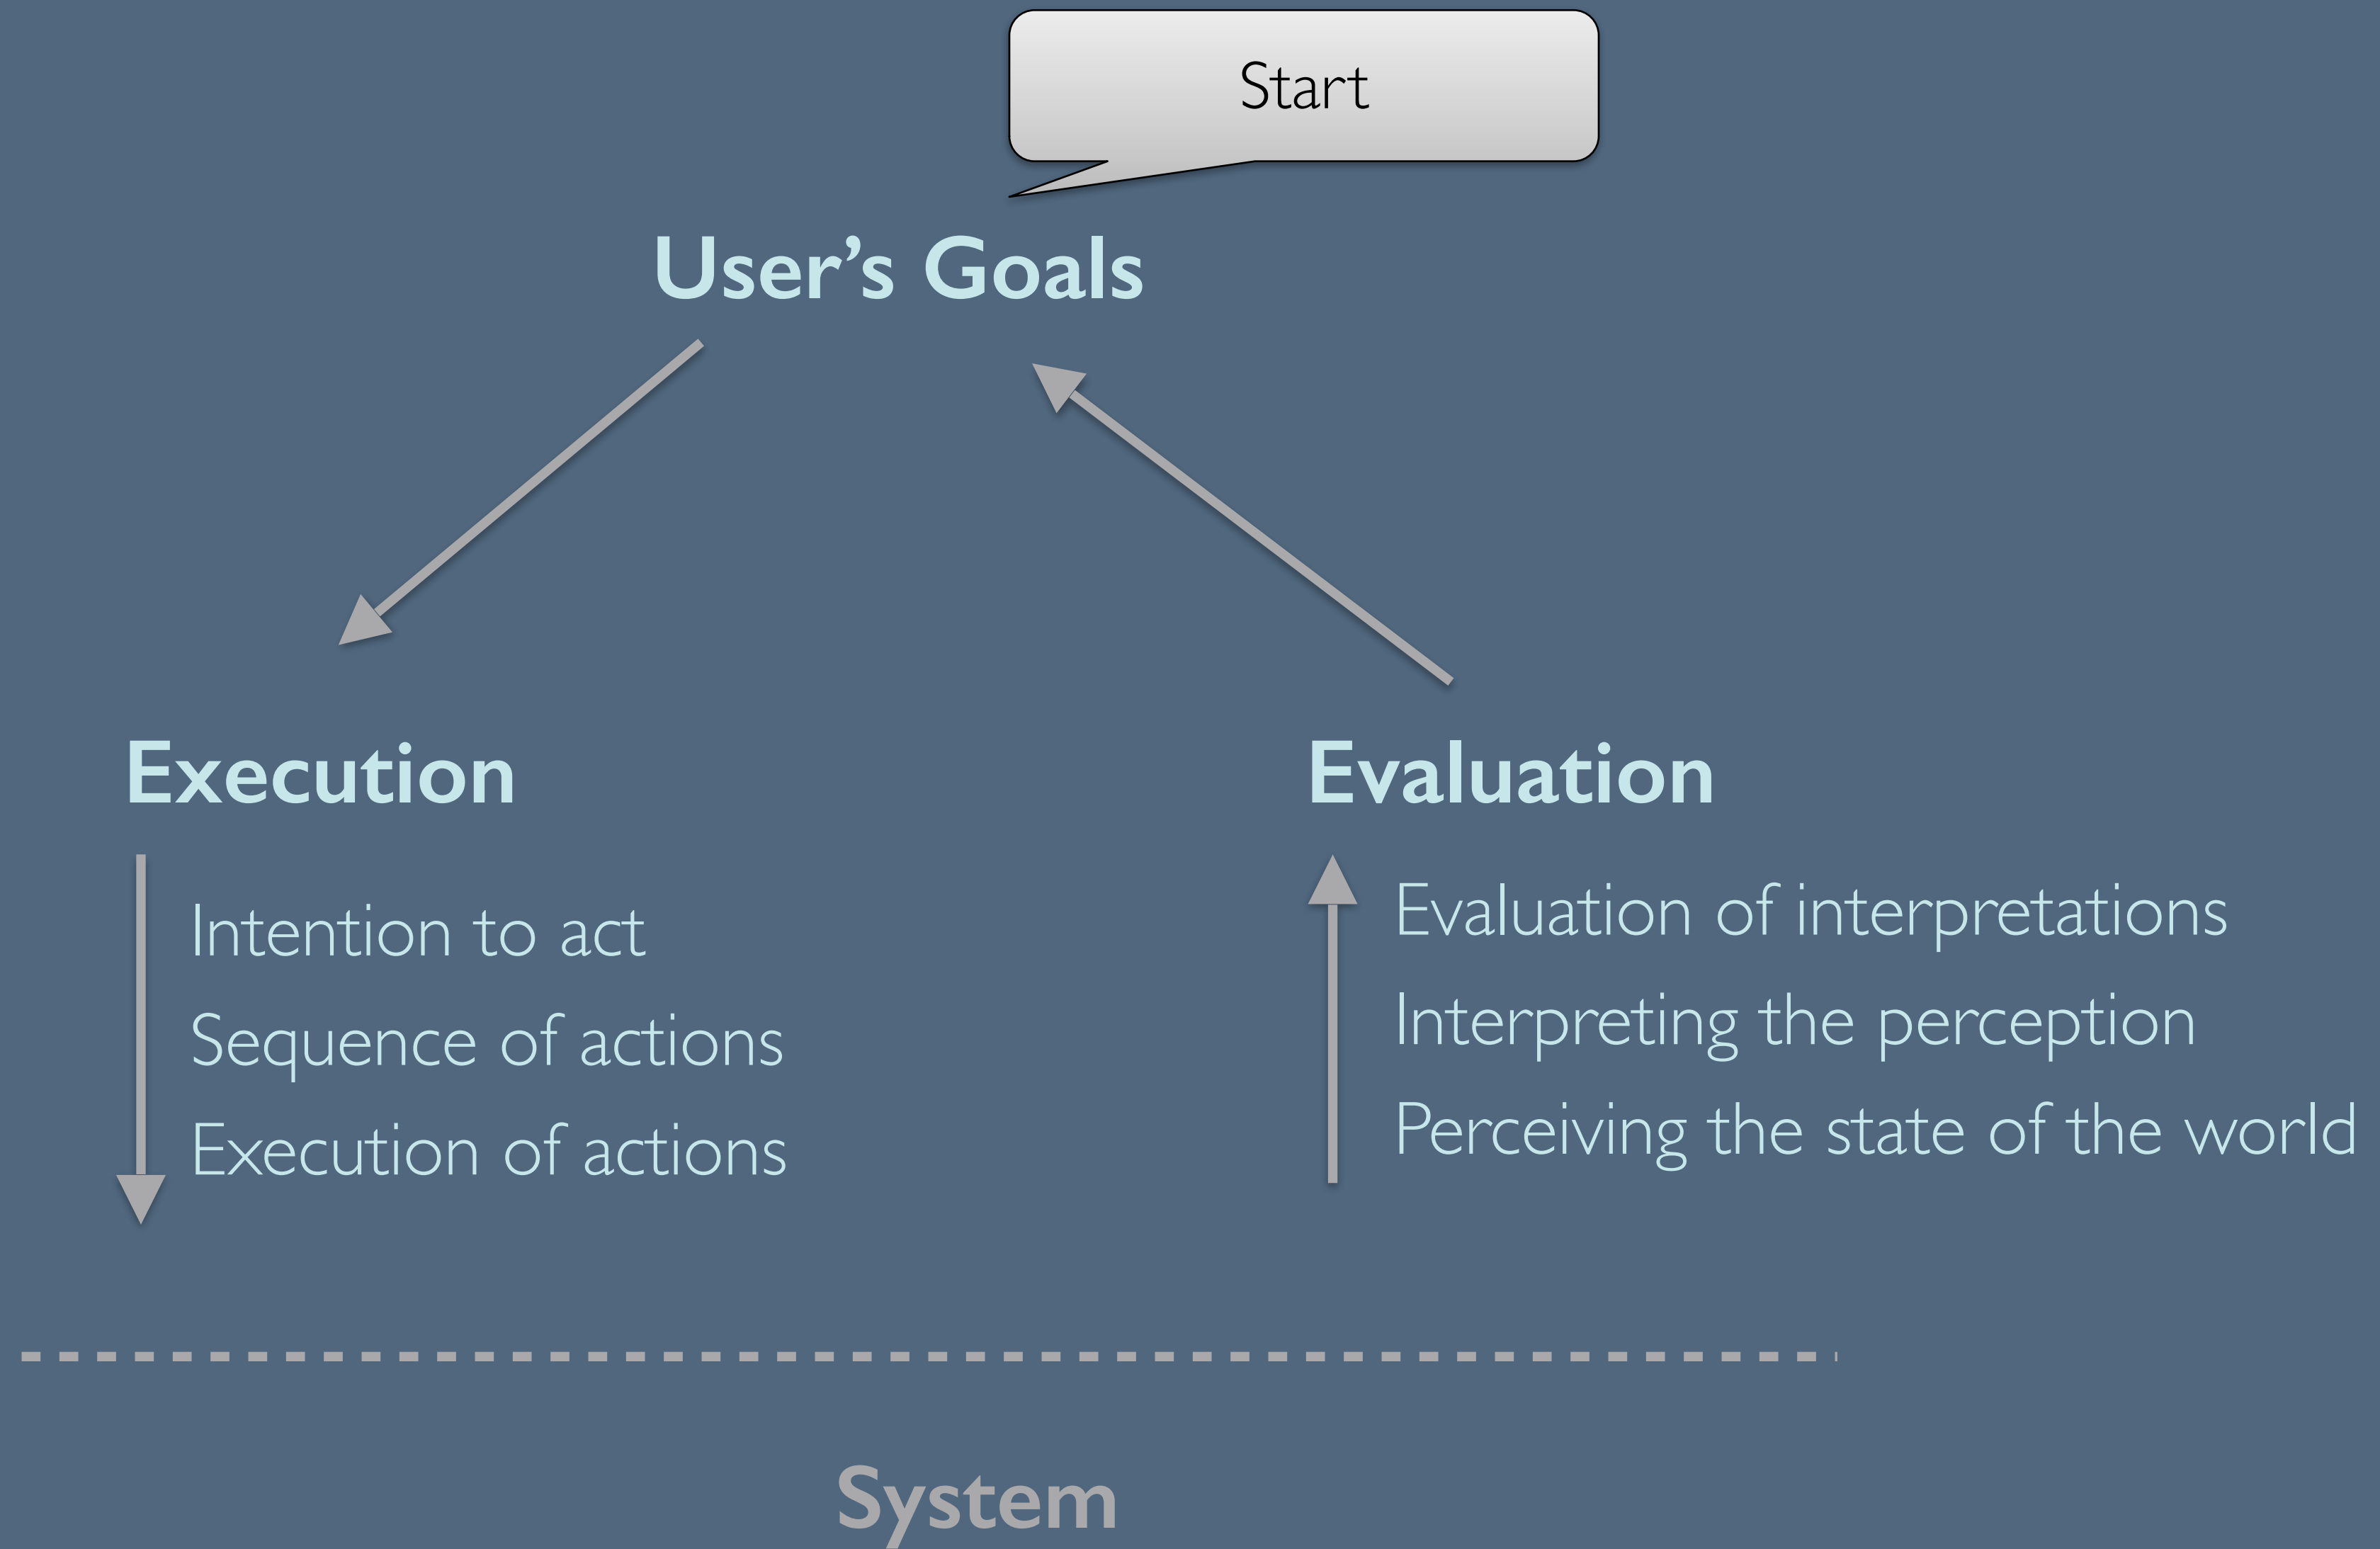 Start
User’s Goals
Execution
Intention to act
Sequence of actions
Execution of actions
Evaluation
Evaluation of interpretations
Interpreting the perception
Perceiving the state of the world
System